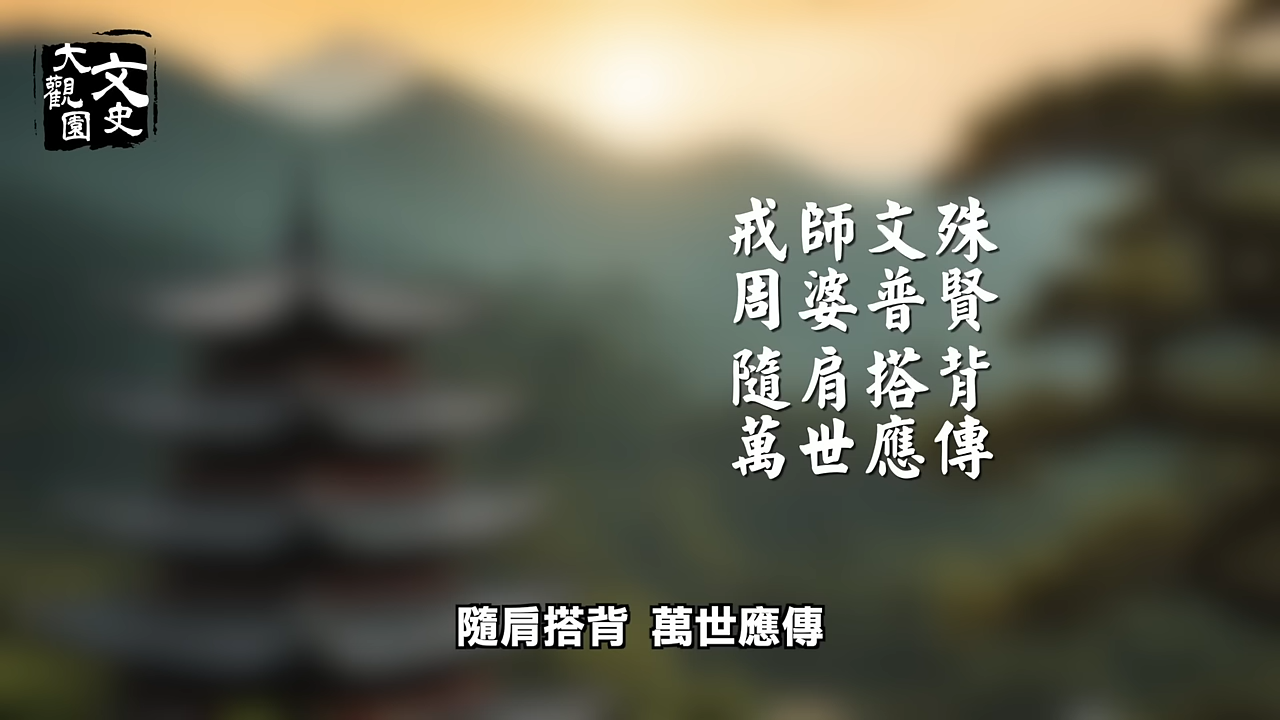 文史
大觀園
戒師文殊
周婆普賢
隨肩搭背
萬世應傳
隨肩搭背 萬世應傳